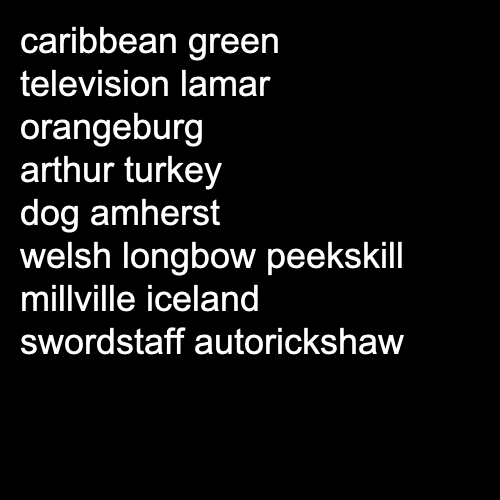 caribbean green
television lamar
orangeburg
arthur turkey
dog amherst
welsh longbow peekskill
millville iceland
swordstaff autorickshaw